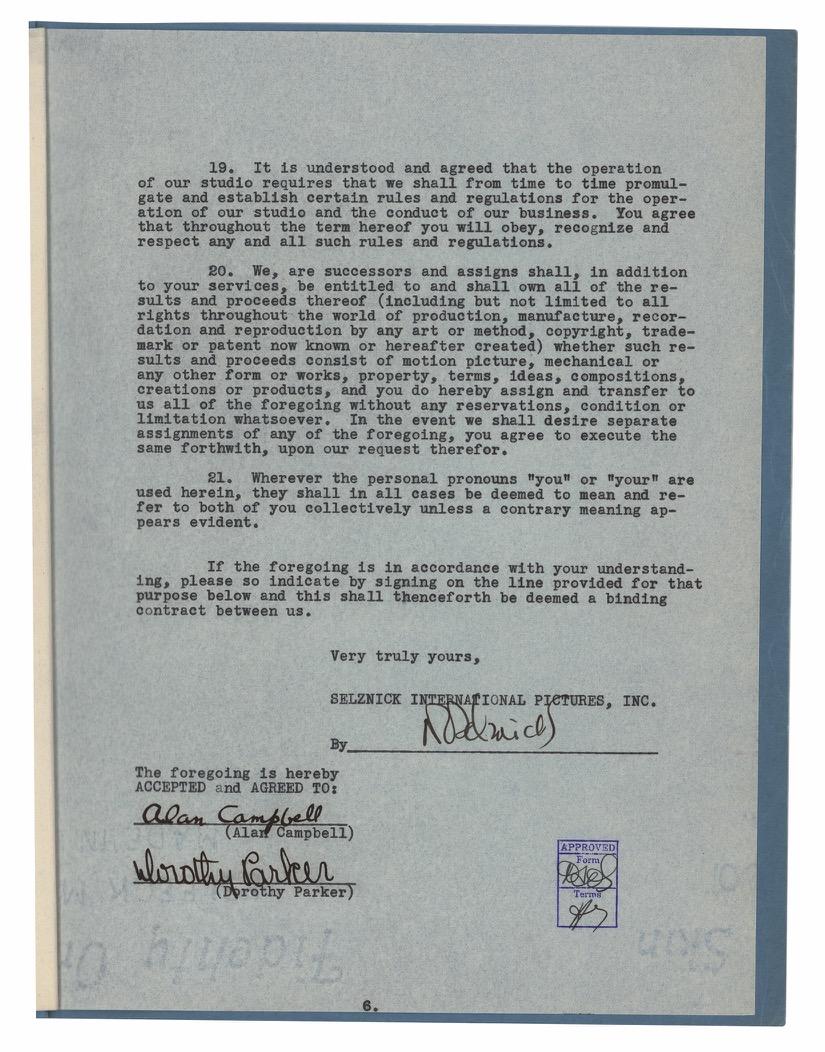 19. It is understood and agreed that the operation
of our studio requires that we shall from time to time promul-
gate and establish certain rules and regulations for the oper-
ation of our studio and the conduct of our business. You agree
that throughout the term hereof you will obey, recognize and
respect any and all such rules and regulations.
20. We, are successors and assigns shall, in addition
to your services, be entitled to and shall own all of the re-
sults and proceeds thereof (including but not limited to all
rights throughout the world of production, manufacture, recor-
dation and reproduction by any art or method, copyright, trade-
mark or patent now known or hereafter created) whether such re-
sults and proceeds consist of motion picture, mechanical or
any other form or works, property, terms, ideas, compositions,
creations or products, and you do hereby assign and transfer to
us all of the foregoing without any reservations, condition or
limitation whatsoever. In the event we shall desire separate
assignments of any of the foregoing, you agree to execute the
same forthwith, upon our request therefor.
21. Wherever the personal pronouns "you" or "your" are
used herein, they shall in all cases be deemed to mean and re-
fer to both of you collectively unless a contrary meaning ap-
pears evident.
If the foregoing is in accordance with your understand-
ing, please so indicate by signing on the line provided for that
purpose below and this shall thenceforth be deemed a binding
contract between us.
Very truly yours,
SELZNICK INTERNATIONAL PICTURES, INC.
By
The foregoing is hereby
ACCEPTED and AGREED TO:
Alan Campbell
(Alan Campbell)
Dorothy Parker
(Dorothy Parker)
APPROVED
Form
Terms
6.